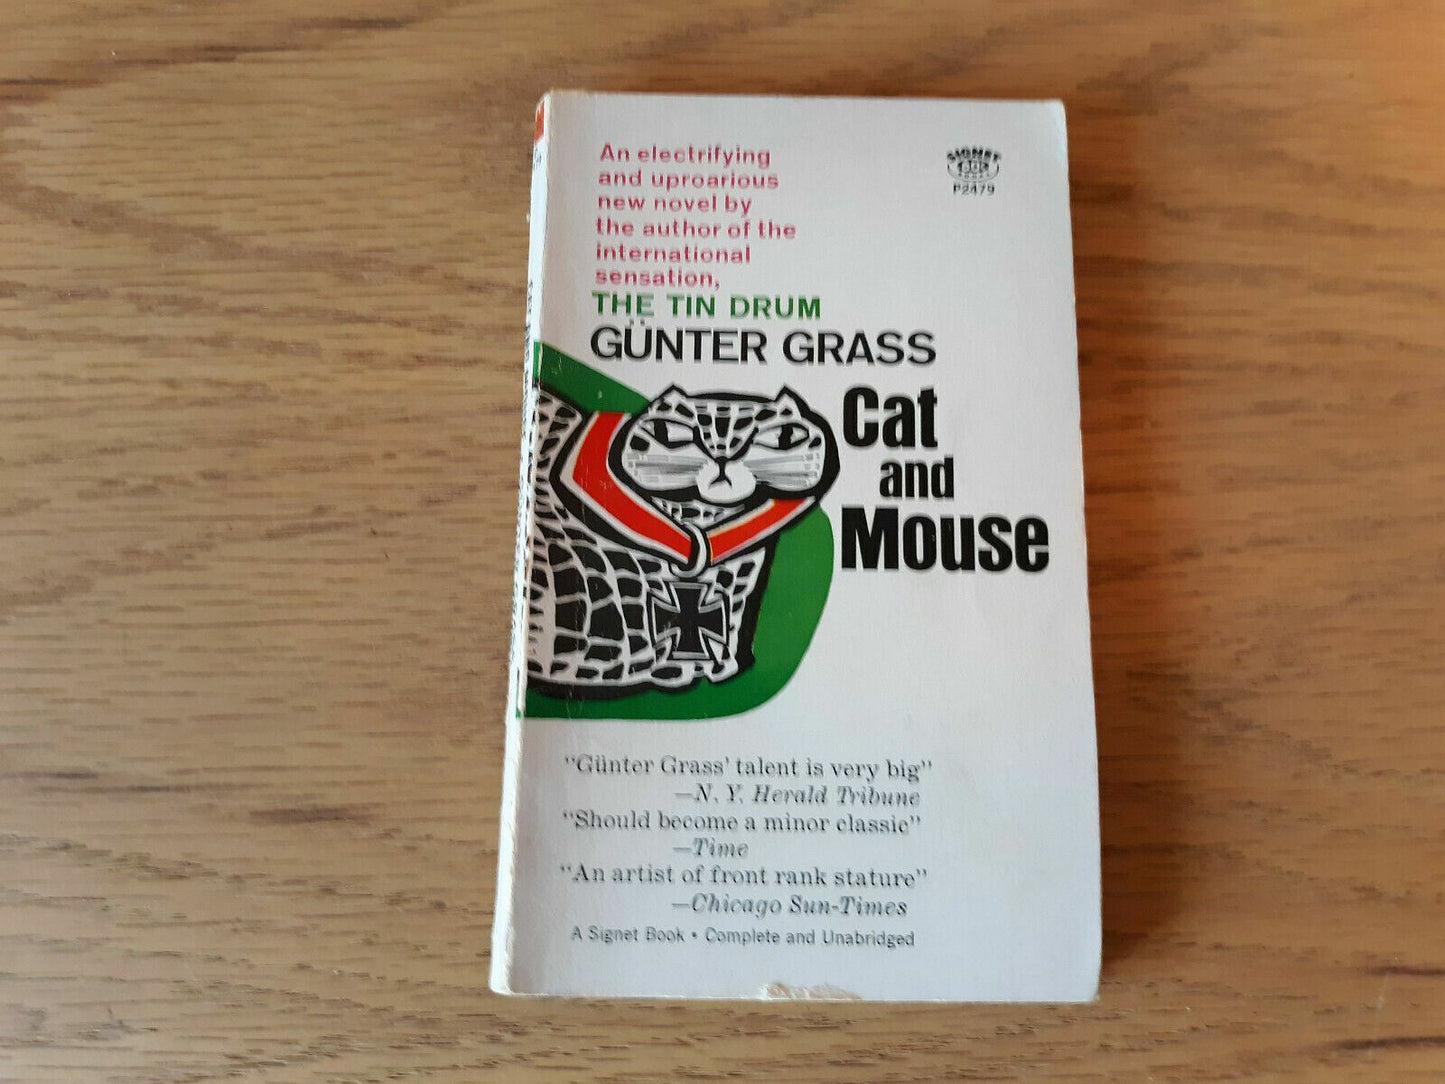 An electrifying
and uproarious
new novel by
the author of the
international
sensation,
THE TIN DRUM
GÜNTER GRASS
SIGNET
BOOKS
P2479
Cat
and
Mouse
"Günter Grass' talent is very big"
—N. Y. Herald Tribune
"Should become a minor classic"
—Time
"An artist of front rank stature"
—Chicago Sun-Times
A Signet Book • Complete and Unabridged